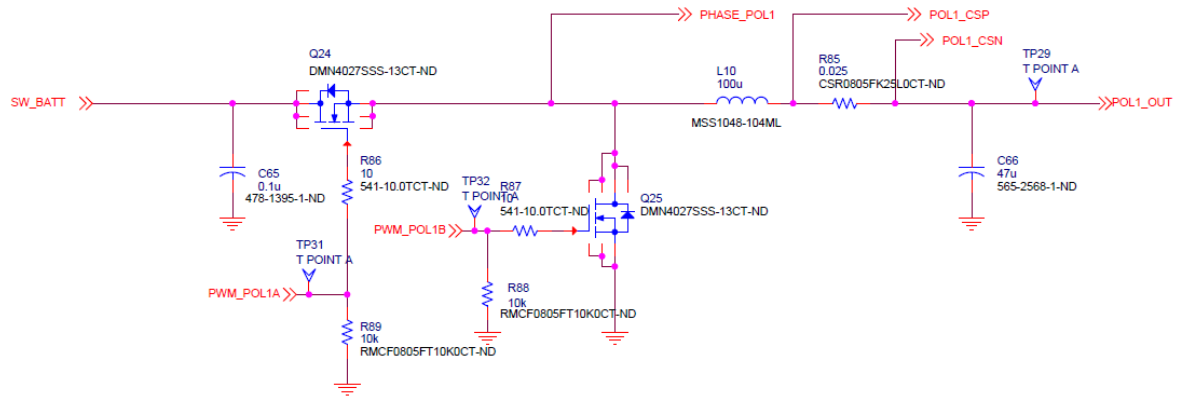 PHASE_POL1
POL1_CSP
POL1_CSN
Q24
DMN4027SSS-13CT-ND
L10
100u
MSS1048-104ML
R85
0.025
CSR0805FK25L0CT-ND
TP29
T POINT A
SW_BATT
POL1_OUT
C65
0.1u
478-1395-1-ND
R86
10
541-10.0TCT-ND
TP32
T POINT A
R87
10
541-10.0TCT-ND
Q25
DMN4027SSS-13CT-ND
C66
47u
565-2568-1-ND
PWM_POL1B
TP31
T POINT A
PWM_POL1A
R88
10k
RMCF0805FT10K0CT-ND
R89
10k
RMCF0805FT10K0CT-ND